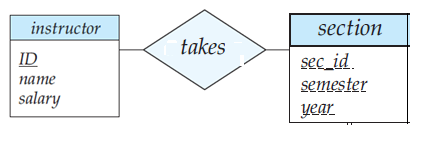 instructor
ID
name
salary
takes
section
sec_id
semester
year